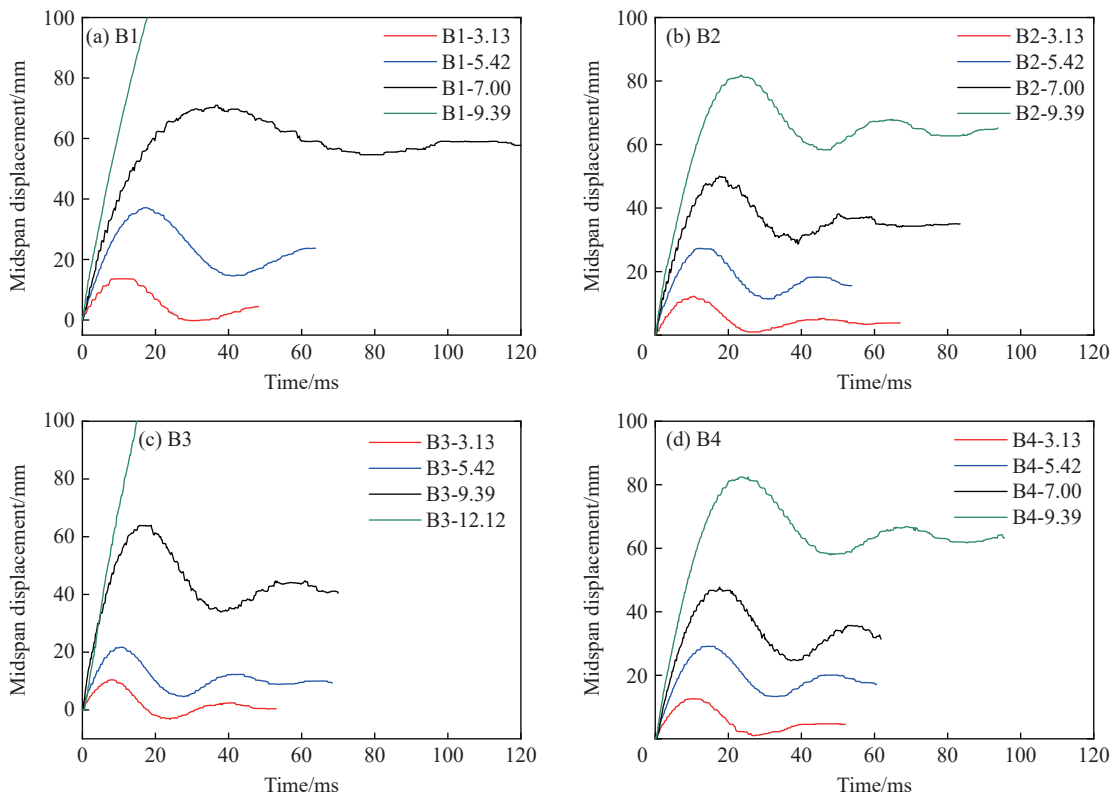 (a) B1
B1-3.13
B1-5.42
B1-7.00
B1-9.39
100
80
60
40
20
0
Midspan displacement/mm
0 20 40 60 80 100 120
Time/ms
(b) B2
B2-3.13
B2-5.42
B2-7.00
B2-9.39
100
80
60
40
20
Midspan displacement/mm
0 20 40 60 80 100 120
Time/ms
(c) B3
B3-3.13
B3-5.42
B3-9.39
B3-12.12
100
80
60
40
20
0
Midspan displacement/mm
0 20 40 60 80 100 120
Time/ms
(d) B4
B4-3.13
B4-5.42
B4-7.00
B4-9.39
100
80
60
40
20
0
Midspan displacement/mm
0 20 40 60 80 100 120
Time/ms